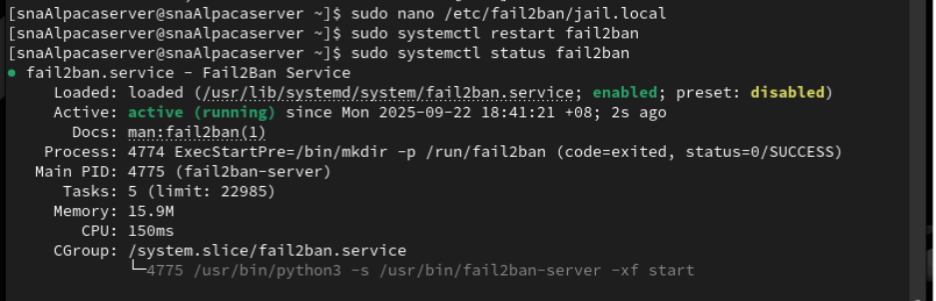 [snaAlpacaserver@snaAlpacaserver ~]$ sudo nano /etc/fail2ban/jail.local
[snaAlpacaserver@snaAlpacaserver ~]$ sudo systemctl restart fail2ban
[snaAlpacaserver@snaAlpacaserver ~]$ sudo systemctl status fail2ban
● fail2ban.service - Fail2Ban Service
Loaded: loaded (/usr/lib/systemd/system/fail2ban.service; enabled; preset: disabled)
Active: active (running) since Mon 2025-09-22 18:41:21 +08; 2s ago
Docs: man:fail2ban(1)
Process: 4774 ExecStartPre=/bin/mkdir -p /run/fail2ban (code=exited, status=0/SUCCESS)
Main PID: 4775 (fail2ban-server)
Tasks: 5 (limit: 22985)
Memory: 15.9M
CPU: 150ms
CGroup: /system.slice/fail2ban.service
└─4775 /usr/bin/python3 -s /usr/bin/fail2ban-server -xf start